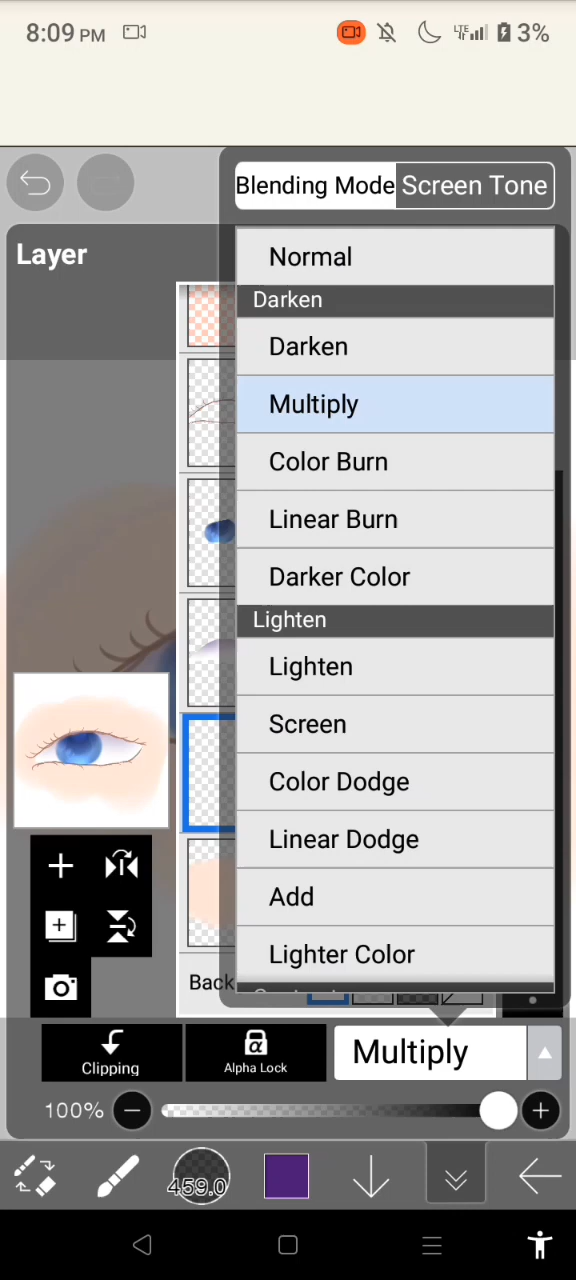 8:09 PM
LTE
3%
Blending Mode
Screen Tone
Layer
Normal
Darken
Darken
Multiply
Color Burn
Linear Burn
Darker Color
Lighten
Lighten
Screen
Color Dodge
Linear Dodge
Add
Lighter Color
Back
Clipping
α
Alpha Lock
Multiply
100%
459.0